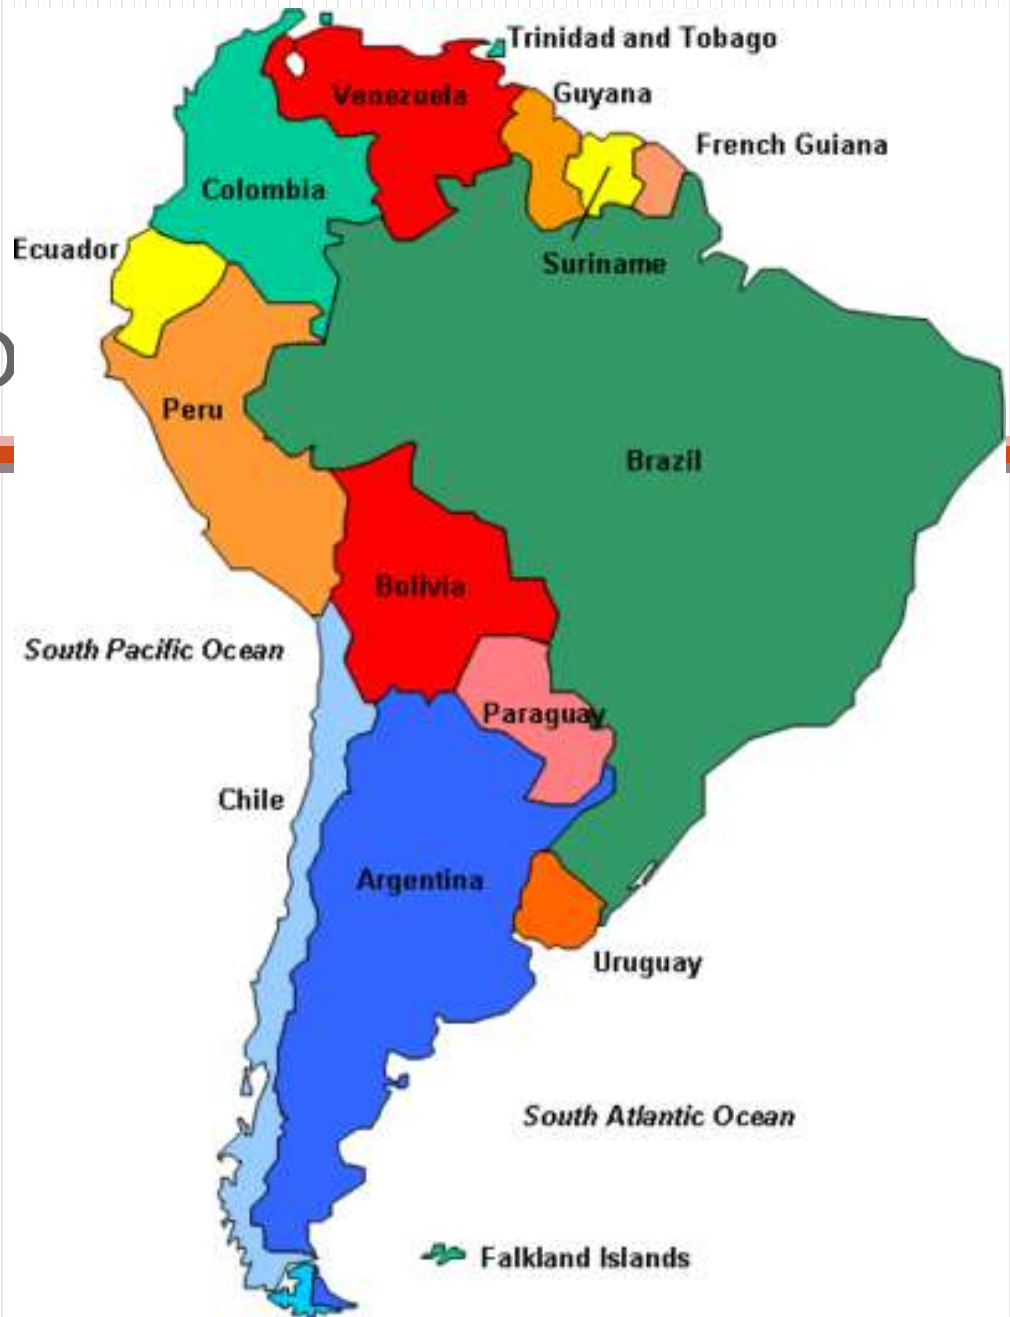 Trinidad and Tobago
Venezuela
Guyana
French Guiana
Colombia
Ecuador
Suriname
Peru
Brazil
Bolivia
South Pacific Ocean
Paraguay
Chile
Argentina
Uruguay
South Atlantic Ocean
Falkland Islands